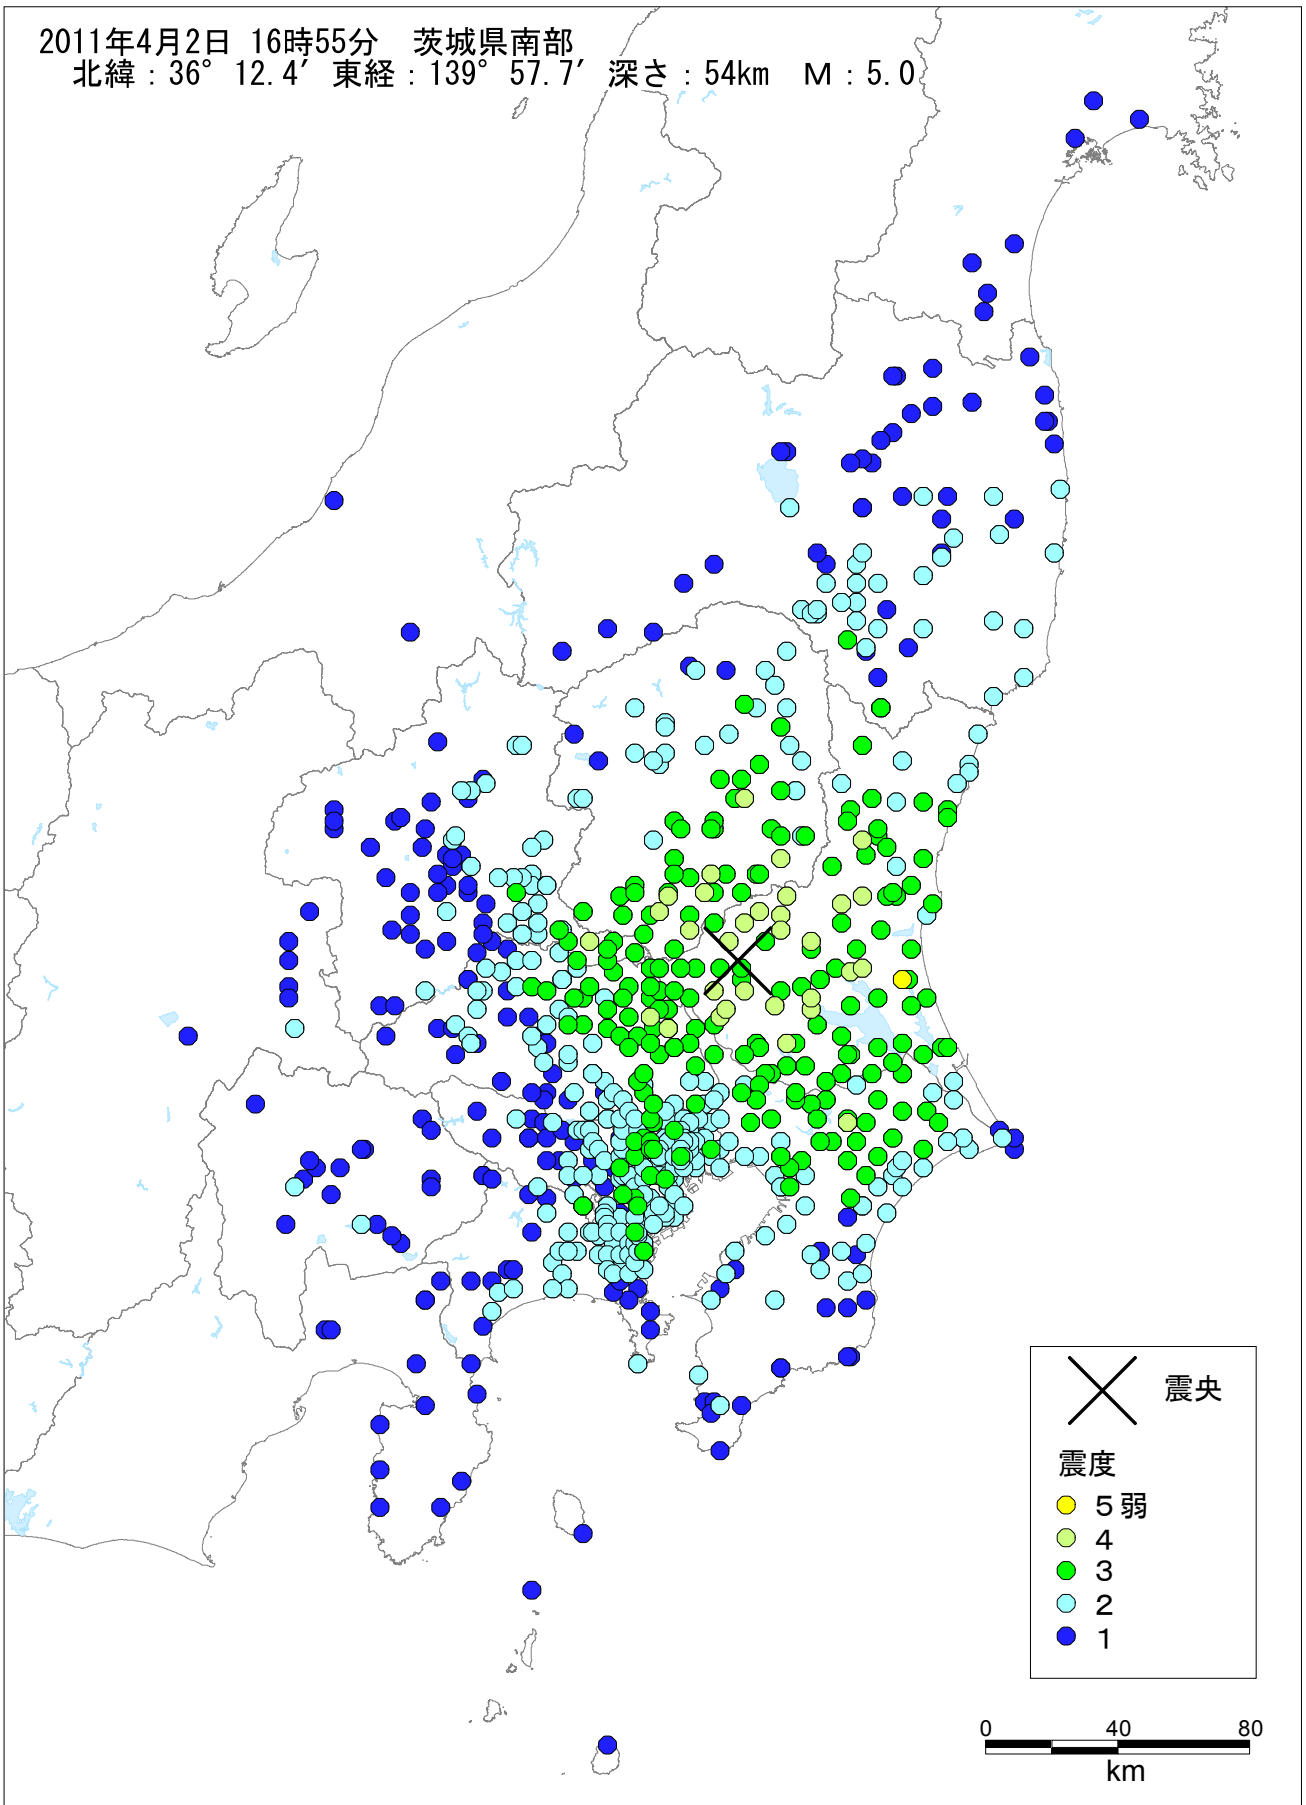 2011年4月2日 16時55分 茨城県南部
北緯：36° 12.4′ 東経：139° 57.7′ 深さ：54km M：5.0
震央
震度
５弱
４
３
２
１
0 40 80
km